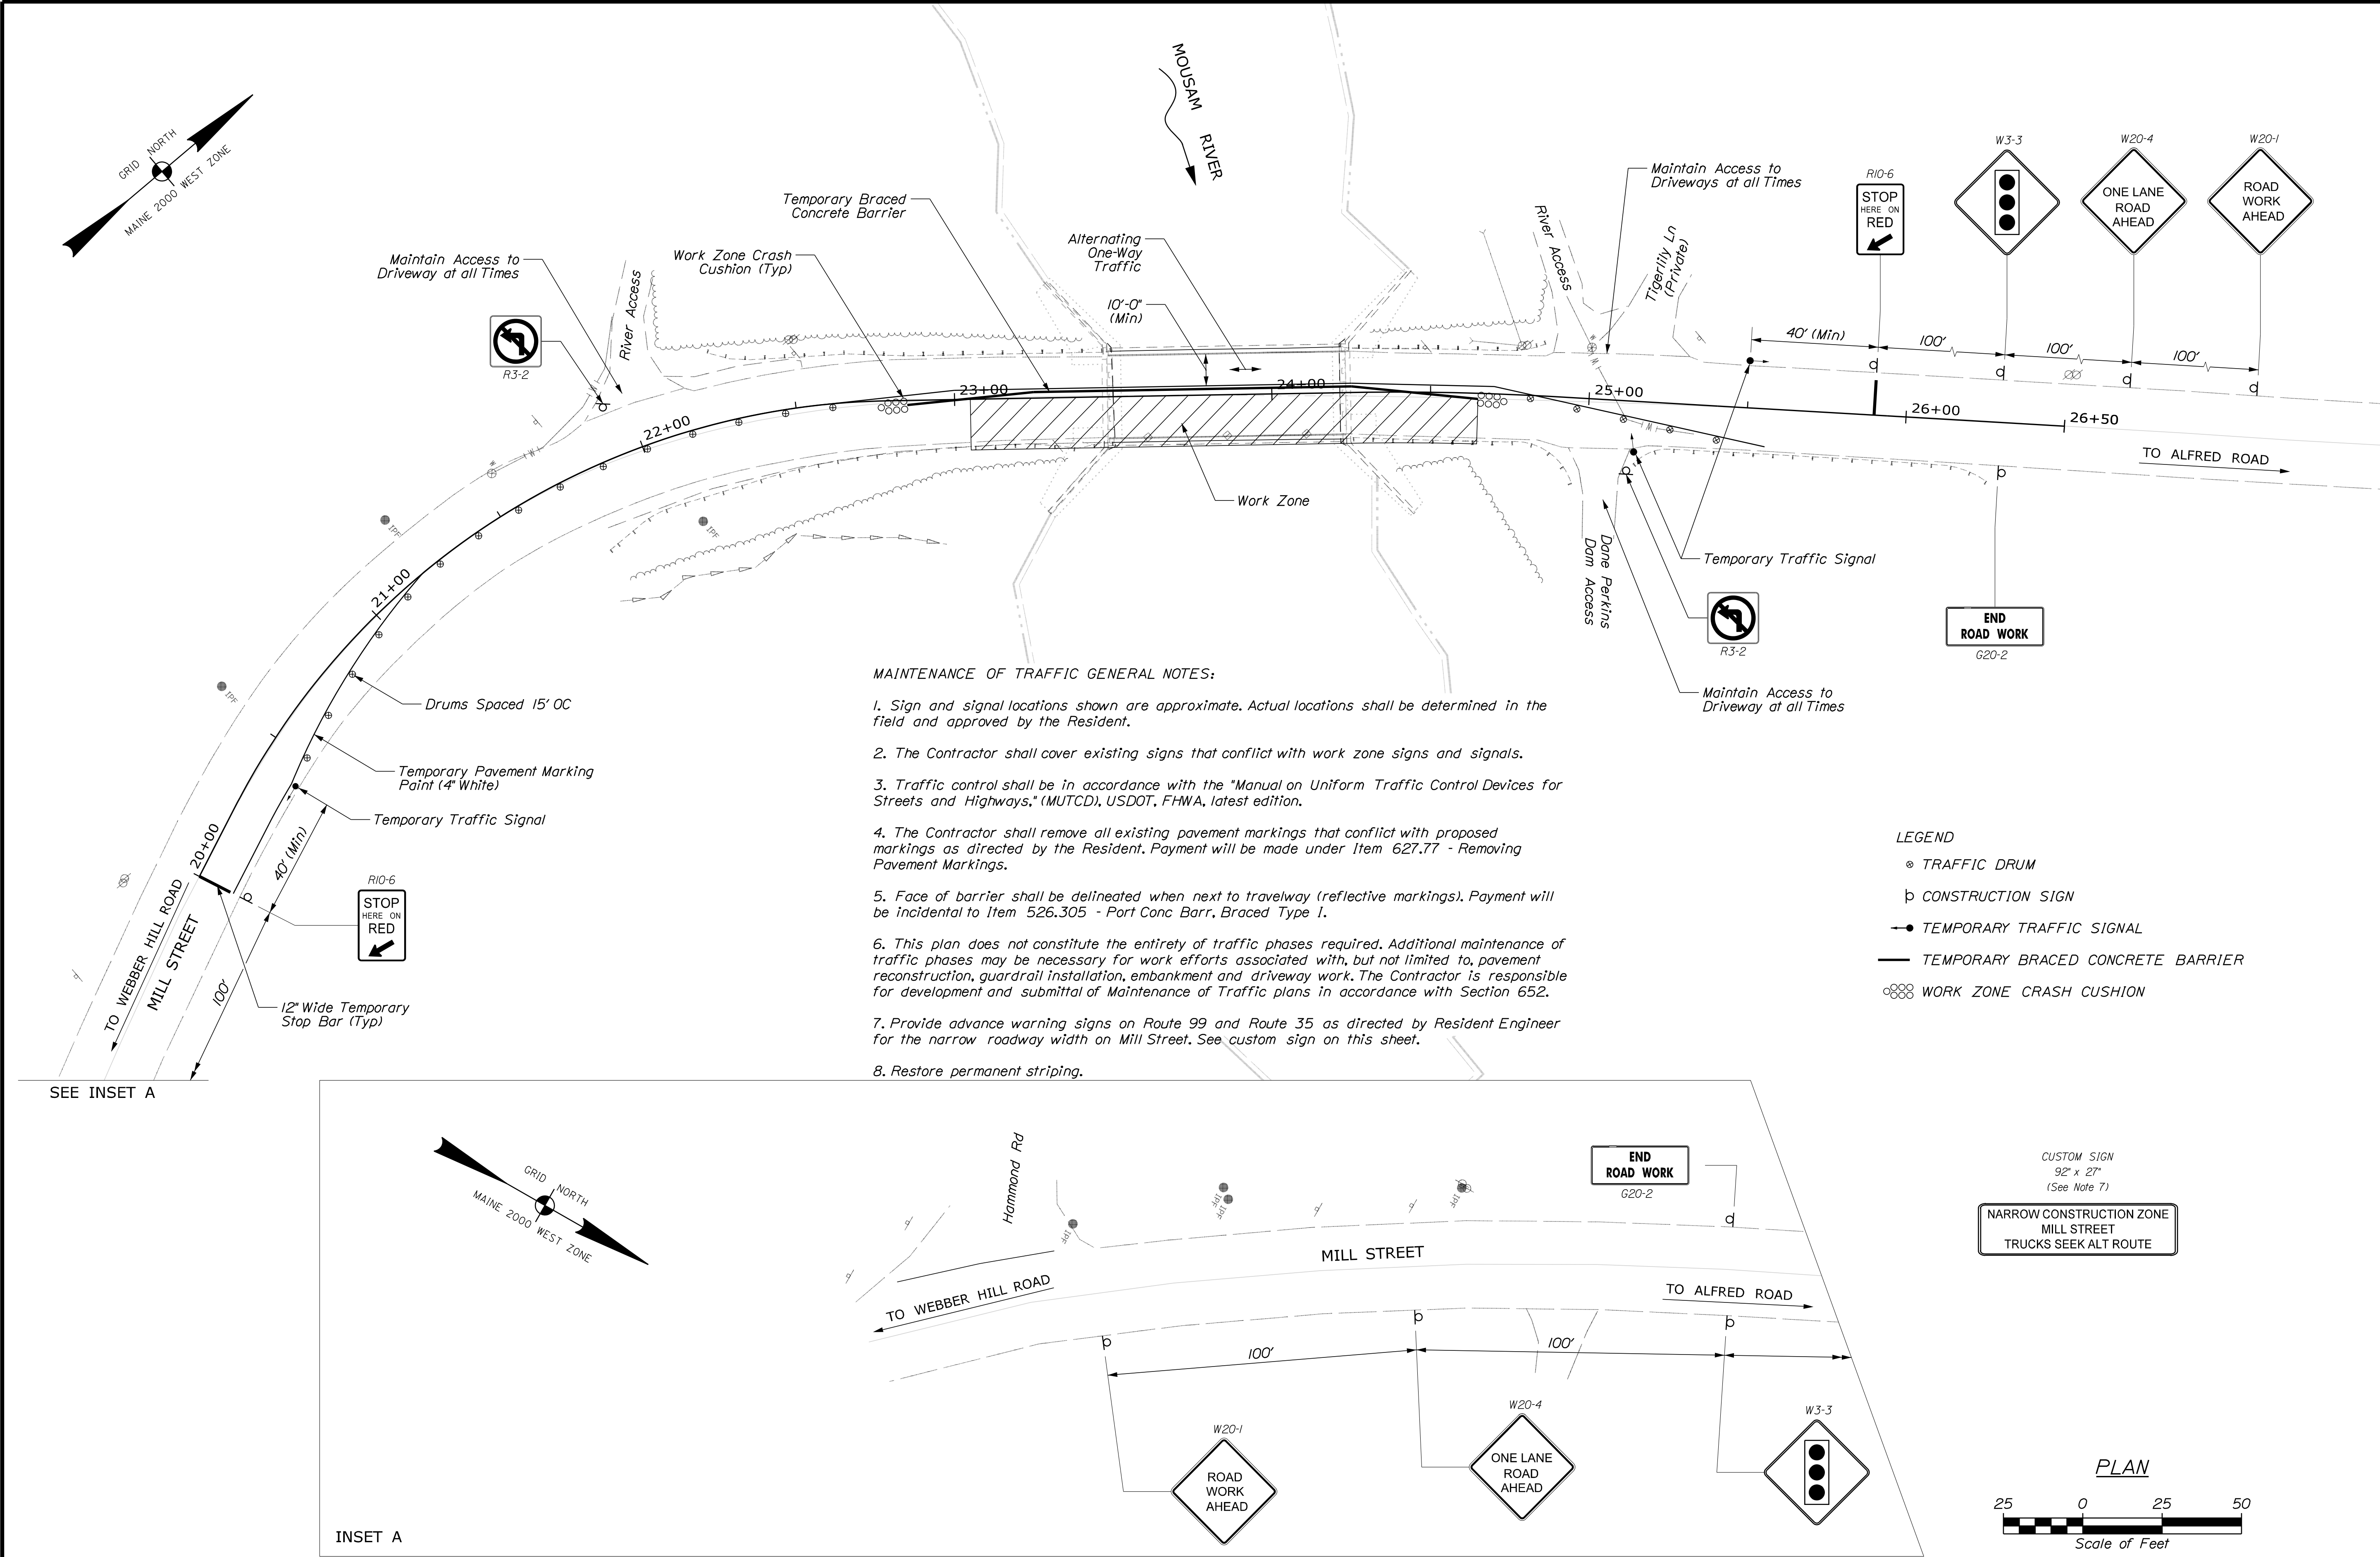 MOUSAM RIVER
GRID NORTH
MAINE 2000 WEST ZONE
Maintain Access to
Driveway at all Times
R3-2
River Access
Work Zone Crash
Cushion (Typ)
Temporary Braced
Concrete Barrier
Alternating
One-Way
Traffic
10'-0"
(Min)
River Access
Tigerlily Ln
(Private)
Maintain Access to
Driveways at all Times
R10-6
STOP
HERE ON
RED
W3-3
W20-4
ONE LANE
ROAD
AHEAD
W20-1
ROAD
WORK
AHEAD
40' (Min)
100'
100'
100'
20+00
21+00
22+00
23+00
24+00
25+00
26+00
26+50
TO ALFRED ROAD
Work Zone
Dane Perkins
Dam Access
Temporary Traffic Signal
R3-2
Maintain Access to
Driveway at all Times
END
ROAD WORK
G20-2
IPF
IPF
IPF
Drums Spaced 15' OC
Temporary Pavement Marking
Paint (4" White)
Temporary Traffic Signal
40' (Min)
R10-6
STOP
HERE ON
RED
100'
12" Wide Temporary
Stop Bar (Typ)
TO WEBBER HILL ROAD
MILL STREET
SEE INSET A
MAINTENANCE OF TRAFFIC GENERAL NOTES:
1. Sign and signal locations shown are approximate. Actual locations shall be determined in the
field and approved by the Resident.
2. The Contractor shall cover existing signs that conflict with work zone signs and signals.
3. Traffic control shall be in accordance with the "Manual on Uniform Traffic Control Devices for
Streets and Highways," (MUTCD), USDOT, FHWA, latest edition.
4. The Contractor shall remove all existing pavement markings that conflict with proposed
markings as directed by the Resident. Payment will be made under Item 627.77 - Removing
Pavement Markings.
5. Face of barrier shall be delineated when next to travelway (reflective markings). Payment will
be incidental to Item 526.305 - Port Conc Barr, Braced Type I.
6. This plan does not constitute the entirety of traffic phases required. Additional maintenance of
traffic phases may be necessary for work efforts associated with, but not limited to, pavement
reconstruction, guardrail installation, embankment and driveway work. The Contractor is responsible
for development and submittal of Maintenance of Traffic plans in accordance with Section 652.
7. Provide advance warning signs on Route 99 and Route 35 as directed by Resident Engineer
for the narrow roadway width on Mill Street. See custom sign on this sheet.
8. Restore permanent striping.
LEGEND
TRAFFIC DRUM
CONSTRUCTION SIGN
TEMPORARY TRAFFIC SIGNAL
TEMPORARY BRACED CONCRETE BARRIER
WORK ZONE CRASH CUSHION
CUSTOM SIGN
92" x 27"
(See Note 7)
NARROW CONSTRUCTION ZONE
MILL STREET
TRUCKS SEEK ALT ROUTE
GRID NORTH
MAINE 2000 WEST ZONE
Hammond Rd
IPF
IPF
IPF
IPF
END
ROAD WORK
G20-2
MILL STREET
TO WEBBER HILL ROAD
TO ALFRED ROAD
100'
100'
W20-1
ROAD
WORK
AHEAD
W20-4
ONE LANE
ROAD
AHEAD
W3-3
INSET A
PLAN
25 0 25 50
Scale of Feet